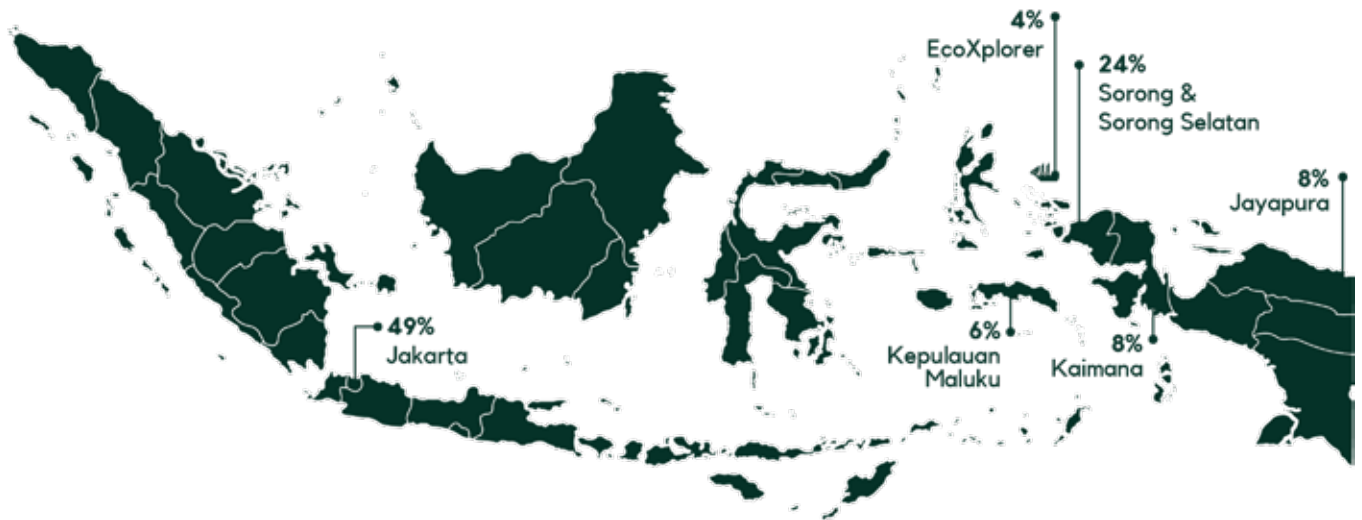 4%
EcoXplorer
24%
Sorong &
Sorong Selatan
8%
Jayapura
49%
Jakarta
6%
Kepulauan
Maluku
8%
Kaimana